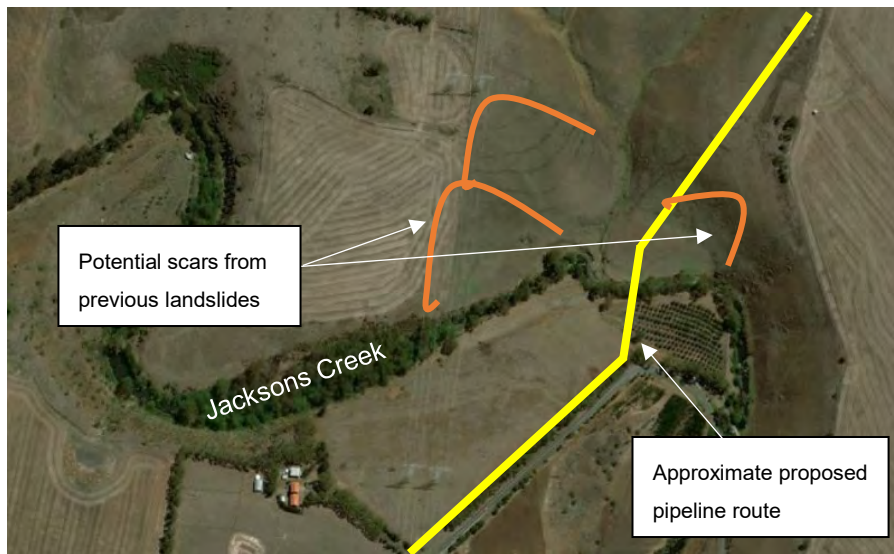 Potential scars from
previous landslides
Jacksons Creek
Approximate proposed
pipeline route